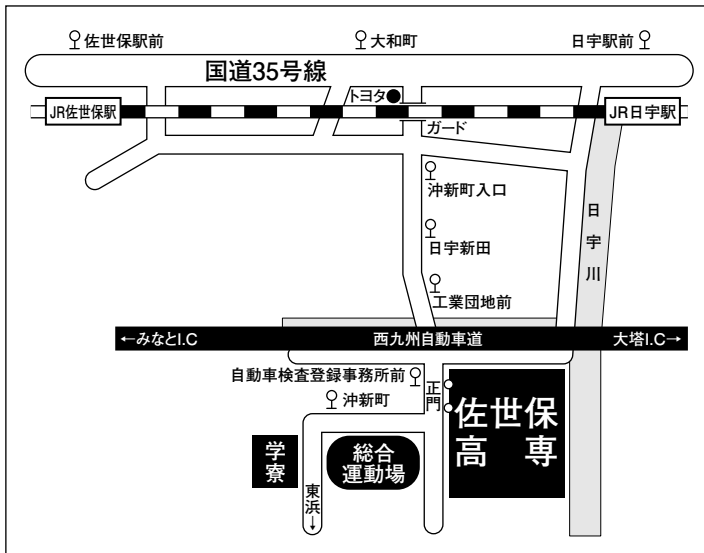 佐世保駅前
大和町
日宇駅前
国道35号線
トヨタ
JR佐世保駅
JR日宇駅
ガード
沖新町入口
日宇川
日宇新田
工業団地前
←みなとI.C
西九州自動車道
大塔I.C→
自動車検査登録事務所前
正門
沖新町
佐世保
高専
学寮
総合
運動場
東浜→